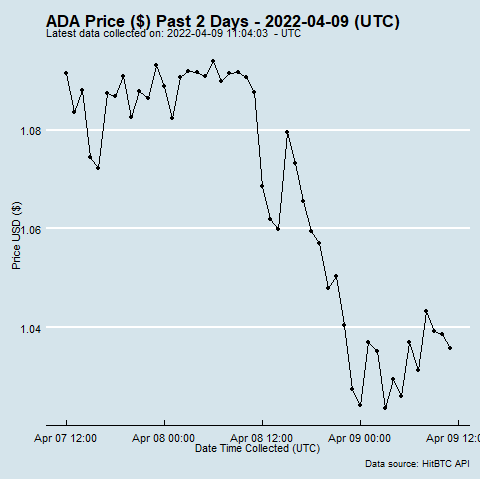 ADA Price ($) Past 2 Days - 2022-04-09 (UTC)
Latest data collected on: 2022-04-09 11:04:03 - UTC
1.08
1.06
1.04
Price USD ($)
Apr 07 12:00
Apr 08 00:00
Apr 08 12:00
Apr 09 00:00
Apr 09 12:
Date Time Collected (UTC)
Data source: HitBTC API